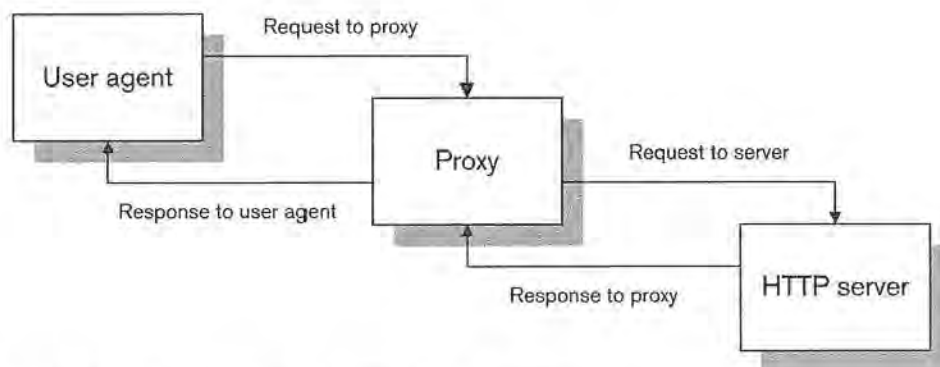 Request to proxy
User agent
Proxy
Request to server
Response to user agent
HTTP server
Response to proxy